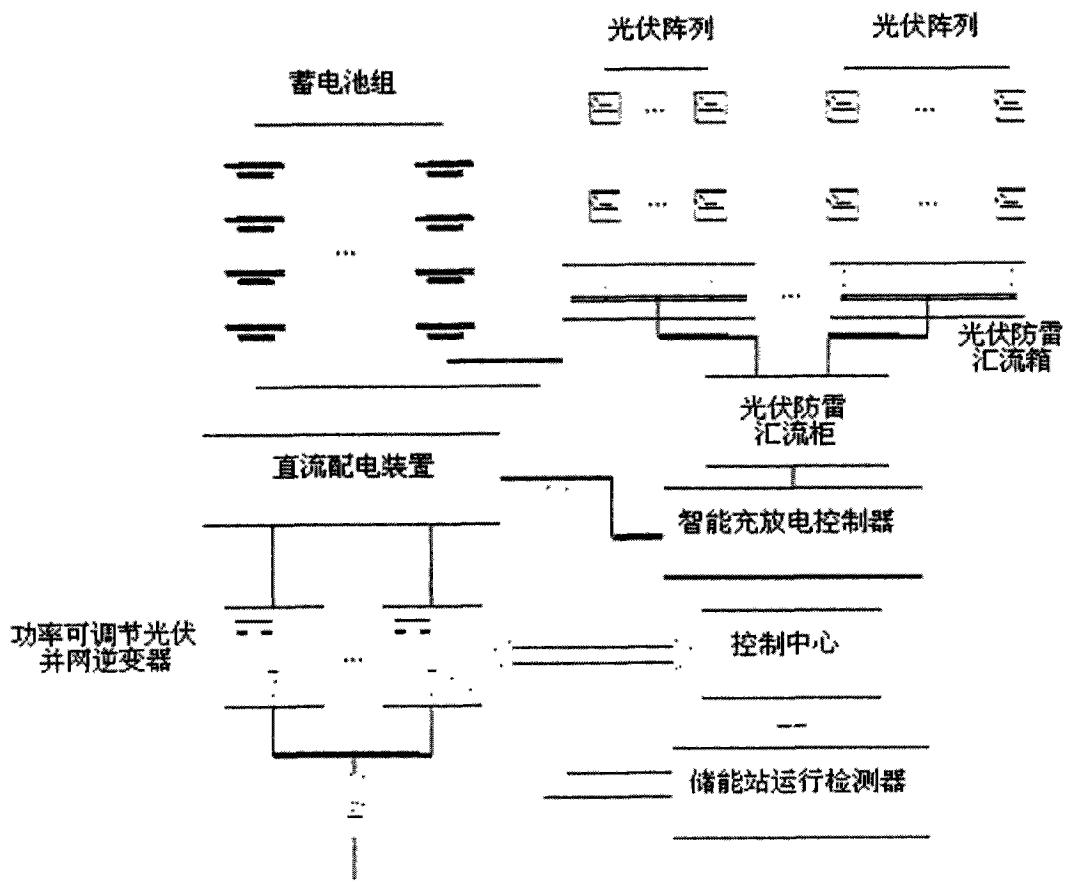 光伏阵列
光伏阵列
蓄电池组
光伏防雷
汇流箱
光伏防雷
汇流柜
直流配电装置
智能充放电控制器
功率可调节光伏
并网逆变器
控制中心
储能站运行检测器